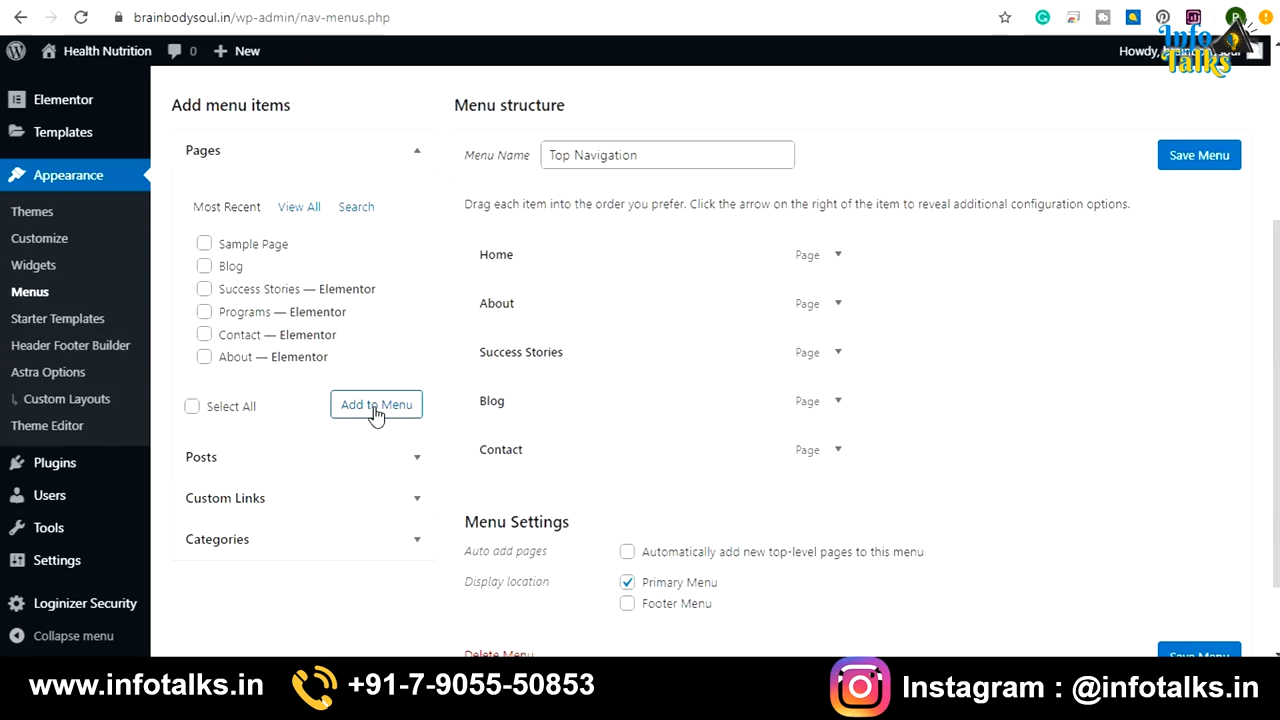 brainbodysoul.in/wp-admin/nav-menus.php
Health Nutrition 0 New
Howdy,
Info
Talks
Elementor
Templates
Appearance
Themes
Customize
Widgets
Menus
Starter Templates
Header Footer Builder
Astra Options
Custom Layouts
Theme Editor
Plugins
Users
Tools
Settings
Loginizer Security
Collapse menu
Add menu items
Pages
Most Recent View All Search
Sample Page
Blog
Success Stories — Elementor
Programs — Elementor
Contact — Elementor
About — Elementor
Select All Add to Menu
Posts
Custom Links
Categories
Menu structure
Menu Name Top Navigation Save Menu
Drag each item into the order you prefer. Click the arrow on the right of the item to reveal additional configuration options.
Home Page
About Page
Success Stories Page
Blog Page
Contact Page
Menu Settings
Auto add pages Automatically add new top-level pages to this menu
Display location Primary Menu
Footer Menu
Delete Menu Save Menu
www.infotalks.in +91-7-9055-50853 Instagram : @infotalks.in